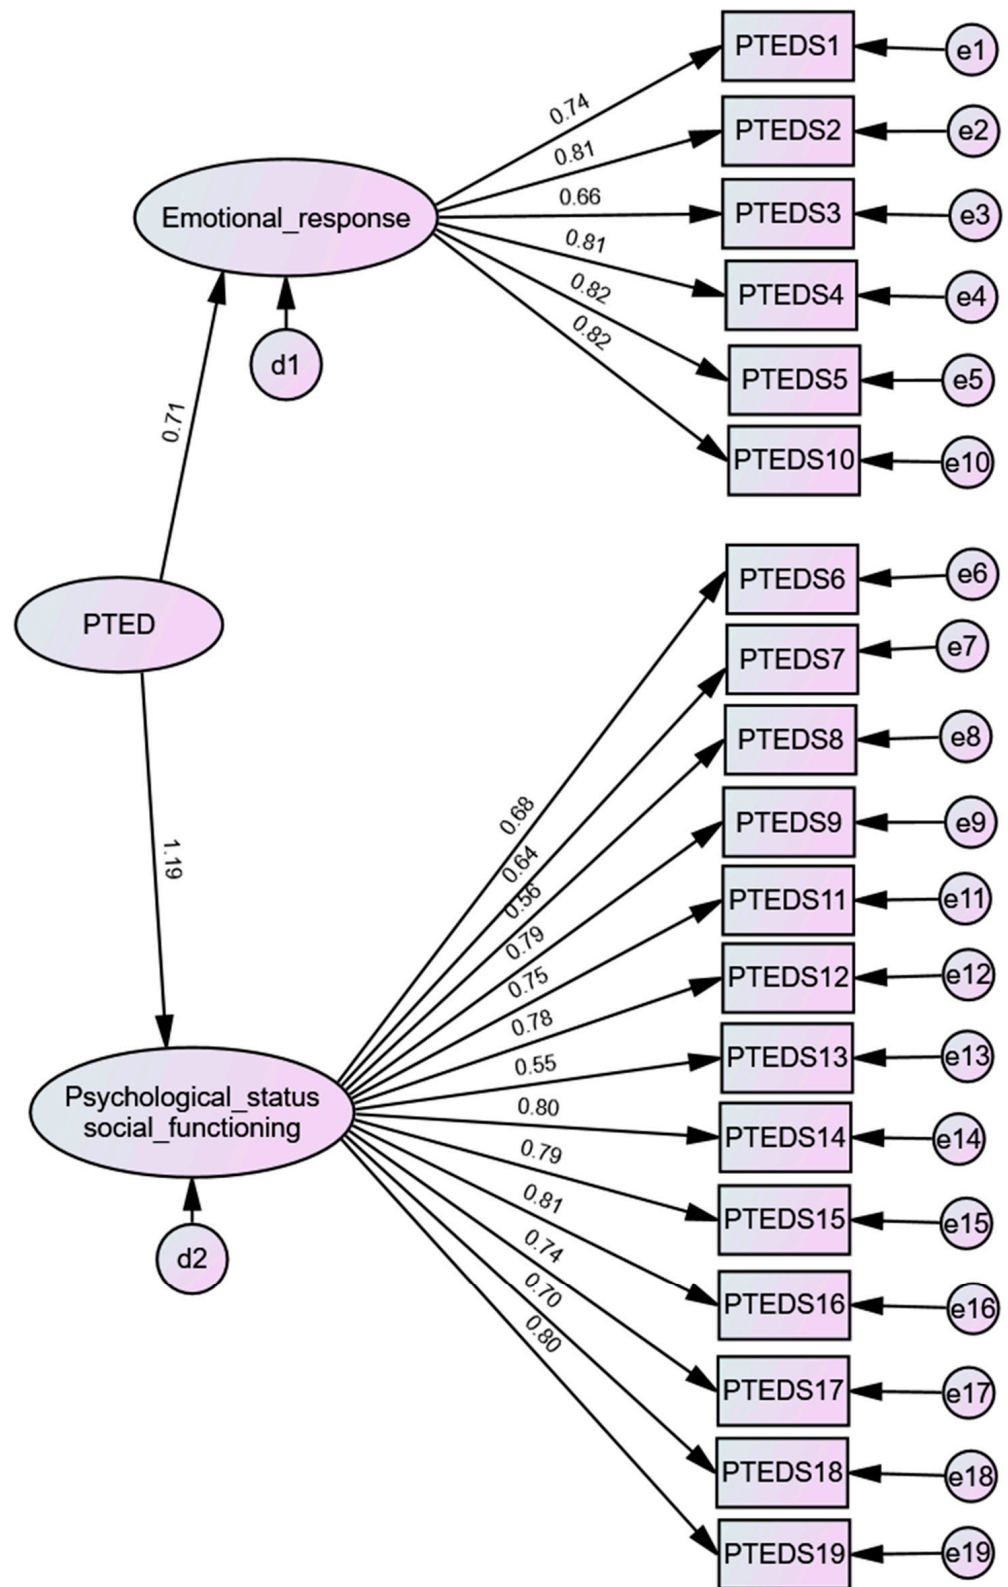 PTEDS1
e1
0.74
PTEDS2
e2
0.81
Emotional_response
0.66
PTEDS3
e3
0.81
PTEDS4
e4
0.82
d1
PTEDS5
e5
0.82
PTEDS10
e10
0.71
PTED
PTEDS6
e6
PTEDS7
e7
PTEDS8
e8
0.68
PTEDS9
e9
1.19
0.64
0.56
PTEDS11
e11
0.79
0.75
PTEDS12
e12
0.78
0.55
PTEDS13
e13
Psychological_status
social_functioning
0.80
PTEDS14
e14
0.79
0.81
PTEDS15
e15
d2
0.74
0.70
PTEDS16
e16
0.80
PTEDS17
e17
PTEDS18
e18
PTEDS19
e19